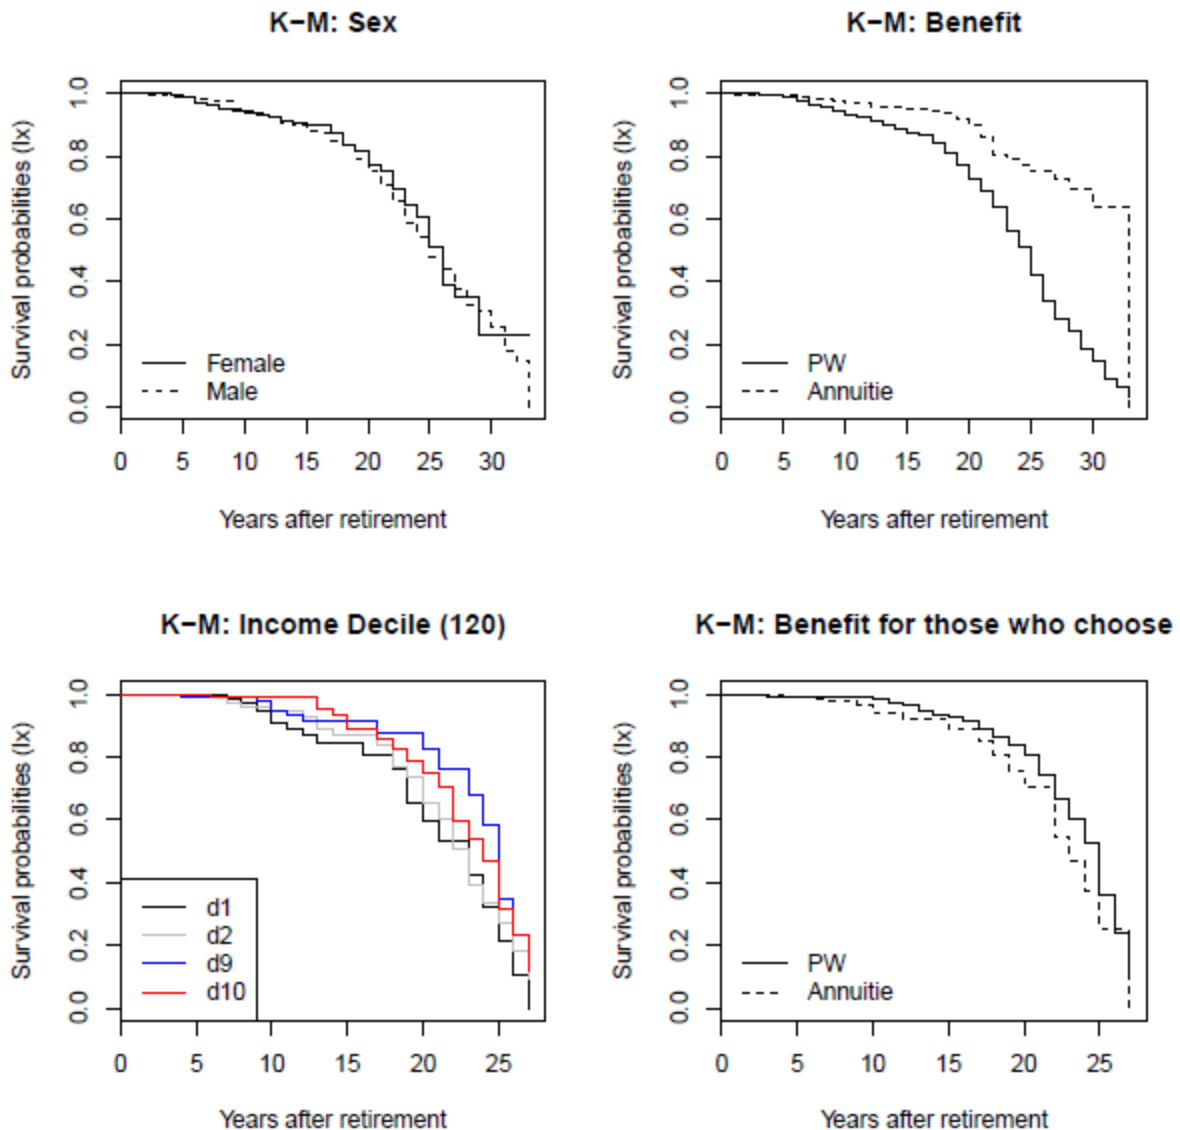 K−M: Sex
Survival probabilities (lx)
1.0
0.8
0.6
0.4
0.2
0.0
Female
Male
0 5 10 15 20 25 30
Years after retirement
K−M: Benefit
Survival probabilities (lx)
1.0
0.8
0.6
0.4
0.2
0.0
PW
Annuitie
0 5 10 15 20 25 30
Years after retirement
K−M: Income Decile (120)
Survival probabilities (lx)
1.0
0.8
0.6
0.4
0.2
0.0
d1
d2
d9
d10
0 5 10 15 20 25
Years after retirement
K−M: Benefit for those who choose
Survival probabilities (lx)
1.0
0.8
0.6
0.4
0.2
0.0
PW
Annuitie
0 5 10 15 20 25
Years after retirement